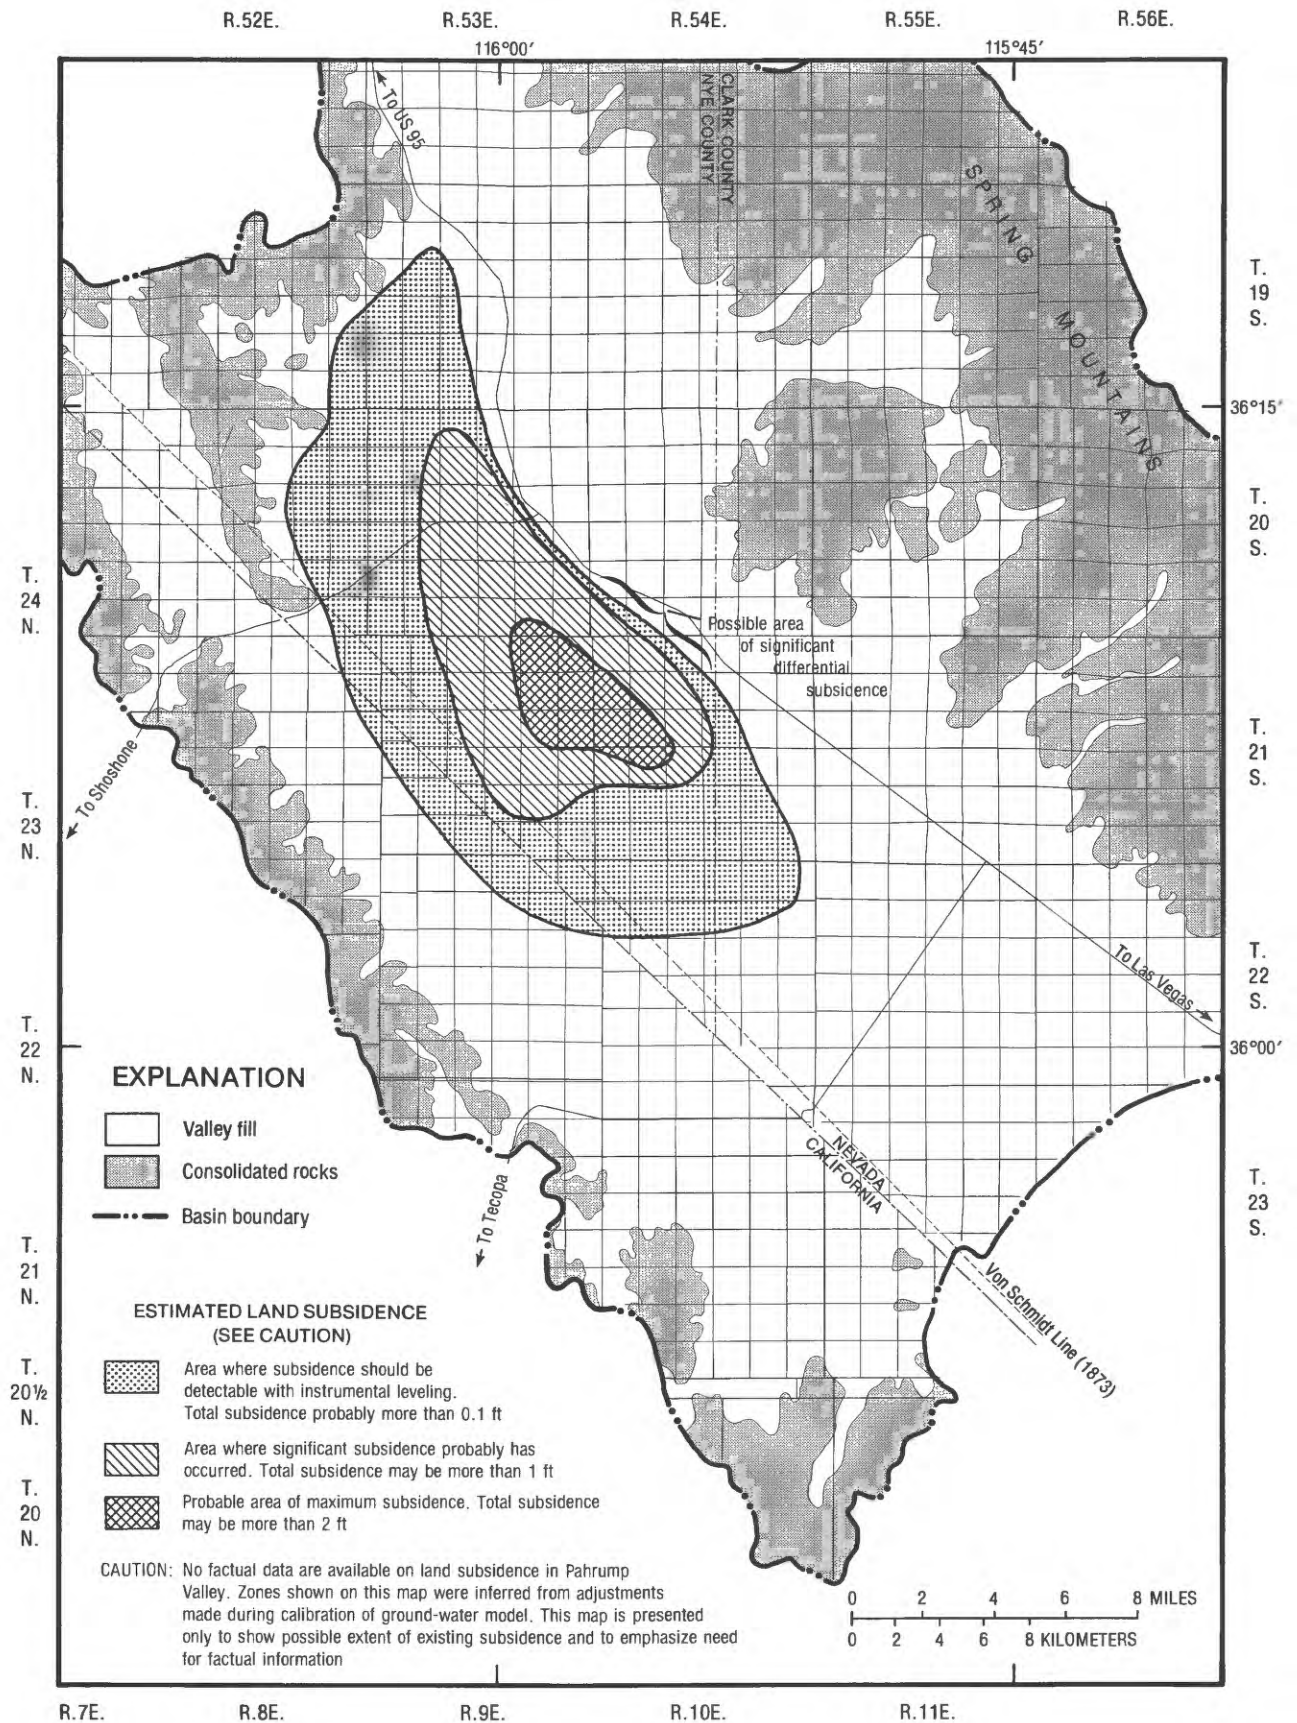 R.52E. R.53E. R.54E. R.55E. R.56E.
116°00′ 115°45′
To US 95
CLARK COUNTY
NYE COUNTY
SPRING
MOUNTAINS
T.
19
S.
36°15′
T.
20
S.
T.
24
N.
Possible area
of significant
differential
subsidence
T.
21
S.
To Shoshone
T.
23
N.
To Las Vegas
T.
22
S.
T.
22
N.
36°00′
EXPLANATION
Valley fill
Consolidated rocks
Basin boundary
NEVADA
CALIFORNIA
To Tecopa
T.
23
S.
T.
21
N.
Von Schmidt Line (1873)
ESTIMATED LAND SUBSIDENCE
(SEE CAUTION)
Area where subsidence should be
detectable with instrumental leveling.
Total subsidence probably more than 0.1 ft
T.
20½
N.
Area where significant subsidence probably has
occurred. Total subsidence may be more than 1 ft
Probable area of maximum subsidence. Total subsidence
may be more than 2 ft
T.
20
N.
CAUTION: No factual data are available on land subsidence in Pahrump
Valley. Zones shown on this map were inferred from adjustments
made during calibration of ground-water model. This map is presented
only to show possible extent of existing subsidence and to emphasize need
for factual information
0 2 4 6 8 MILES
0 2 4 6 8 KILOMETERS
R.7E. R.8E. R.9E. R.10E. R.11E.